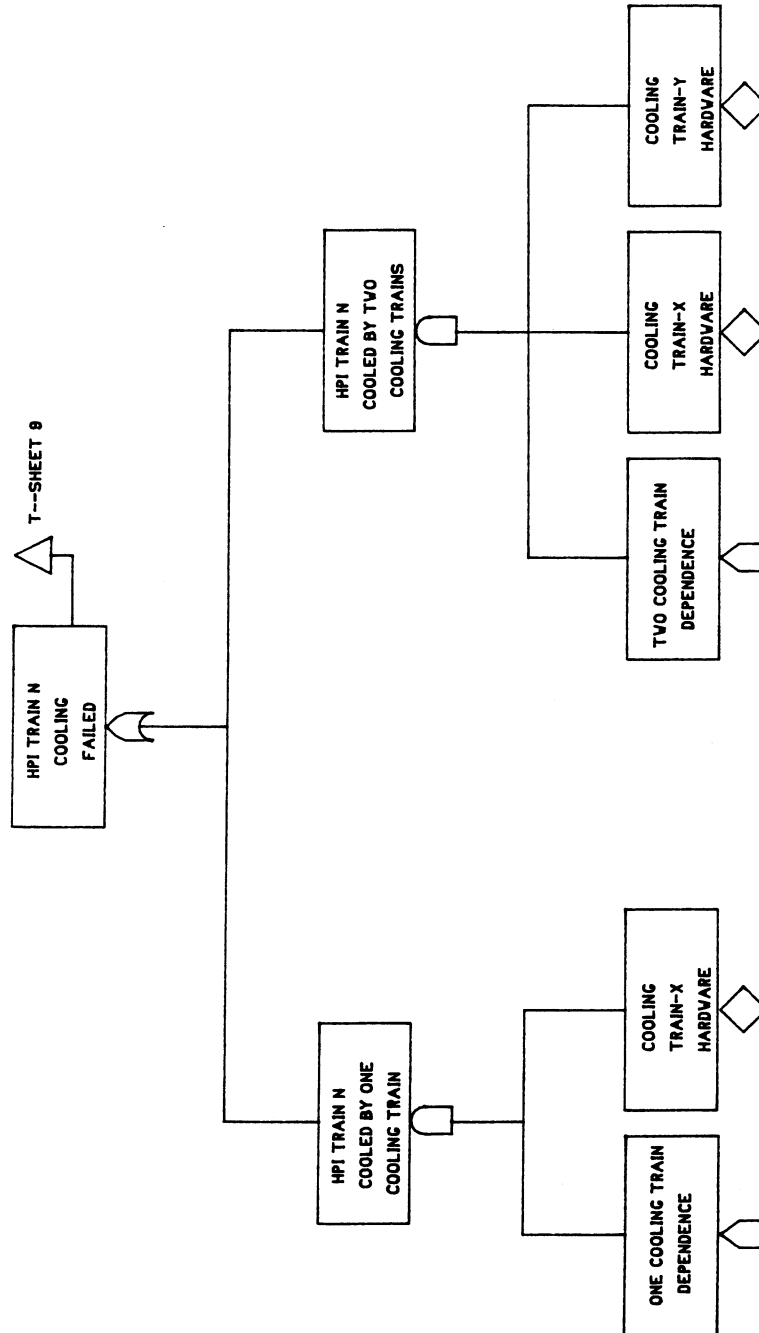 T--SHEET 9
HPI TRAIN N
COOLING
FAILED
HPI TRAIN N
COOLED BY ONE
COOLING TRAIN
HPI TRAIN N
COOLED BY TWO
COOLING TRAINS
ONE COOLING TRAIN
DEPENDENCE
COOLING
TRAIN-X
HARDWARE
TWO COOLING TRAIN
DEPENDENCE
COOLING
TRAIN-X
HARDWARE
COOLING
TRAIN-Y
HARDWARE